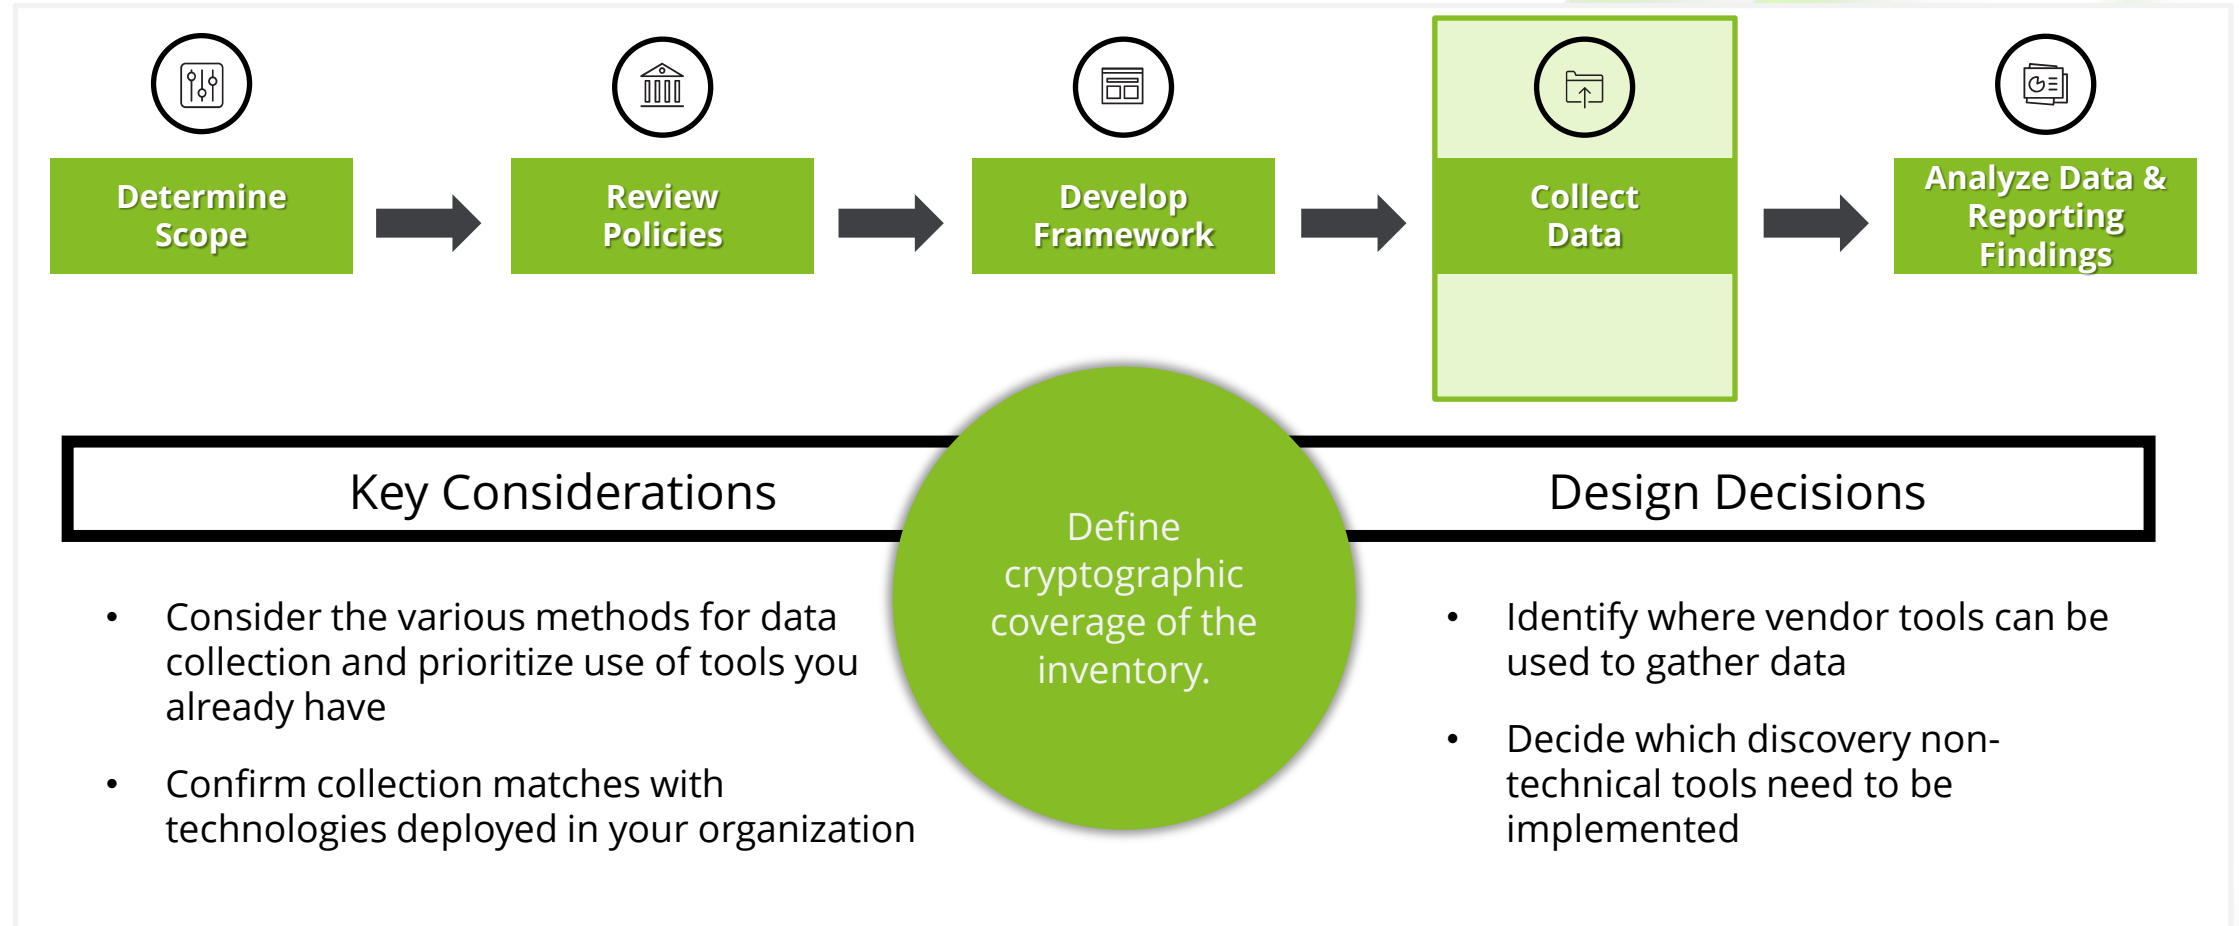 Determine
Scope
Review
Policies
Develop
Framework
Collect
Data
Analyze Data &
Reporting
Findings
Key Considerations
Define
cryptographic
coverage of the
inventory.
Design Decisions
• Consider the various methods for data
collection and prioritize use of tools you
already have
• Confirm collection matches with
technologies deployed in your organization
• Identify where vendor tools can be
used to gather data
• Decide which discovery non-
technical tools need to be
implemented